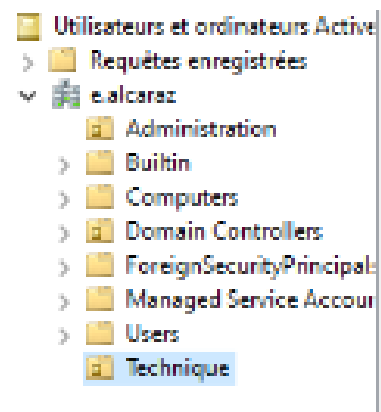 Utilisateurs et ordinateurs Active
Requêtes enregistrées
e.alcaraz
Administration
Builtin
Computers
Domain Controllers
ForeignSecurityPrincipals
Managed Service Accour
Users
Technique